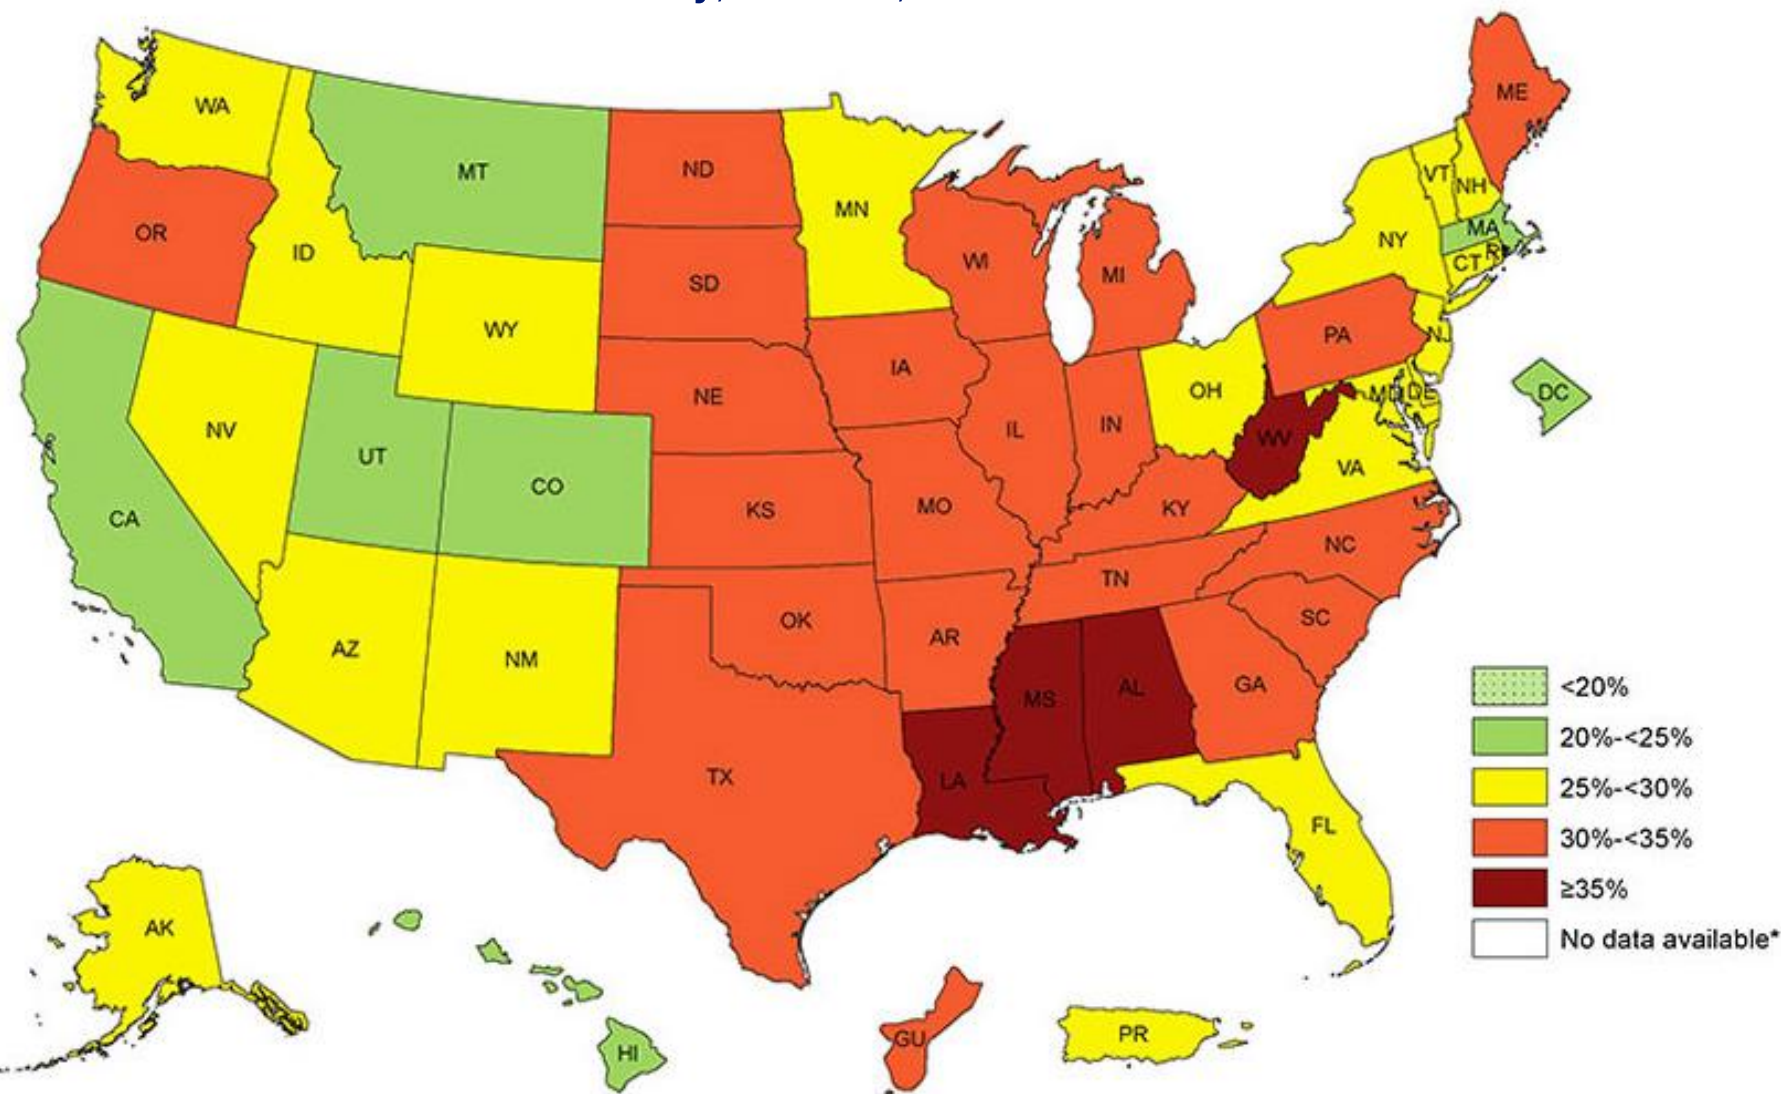 WA
MT
ND
MN
ME
OR
ID
SD
WI
MI
VT
NH
NY
MA
CT
WY
NE
IA
PA
NJ
NV
UT
CO
IL
IN
OH
MD
DE
DC
CA
KS
MO
KY
WV
VA
NC
TN
AZ
NM
OK
AR
SC
MS
AL
GA
TX
LA
FL
<20%
20%-<25%
25%-<30%
30%-<35%
≥35%
No data available*
AK
HI
GU
PR